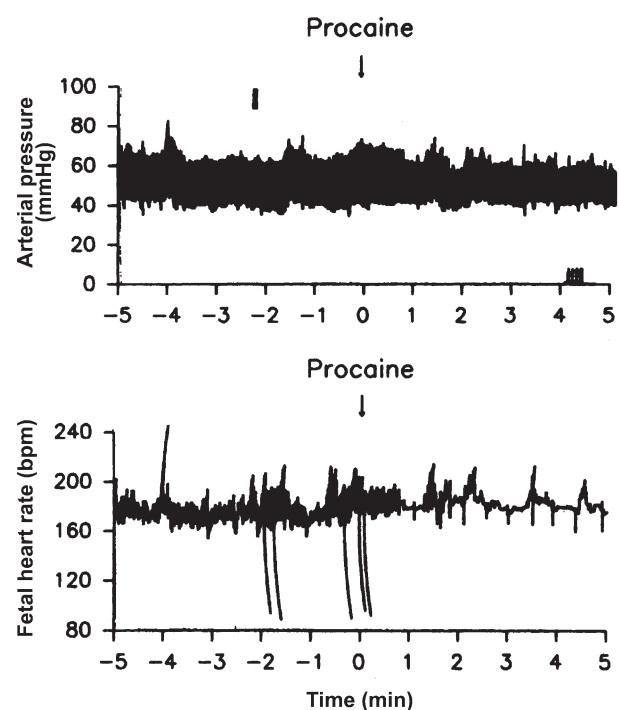 Procaine
100
80
60
40
20
0
Arterial pressure
(mmHg)
−5 −4 −3 −2 −1 0 1 2 3 4 5
Procaine
240
200
160
120
80
Fetal heart rate (bpm)
−5 −4 −3 −2 −1 0 1 2 3 4 5
Time (min)